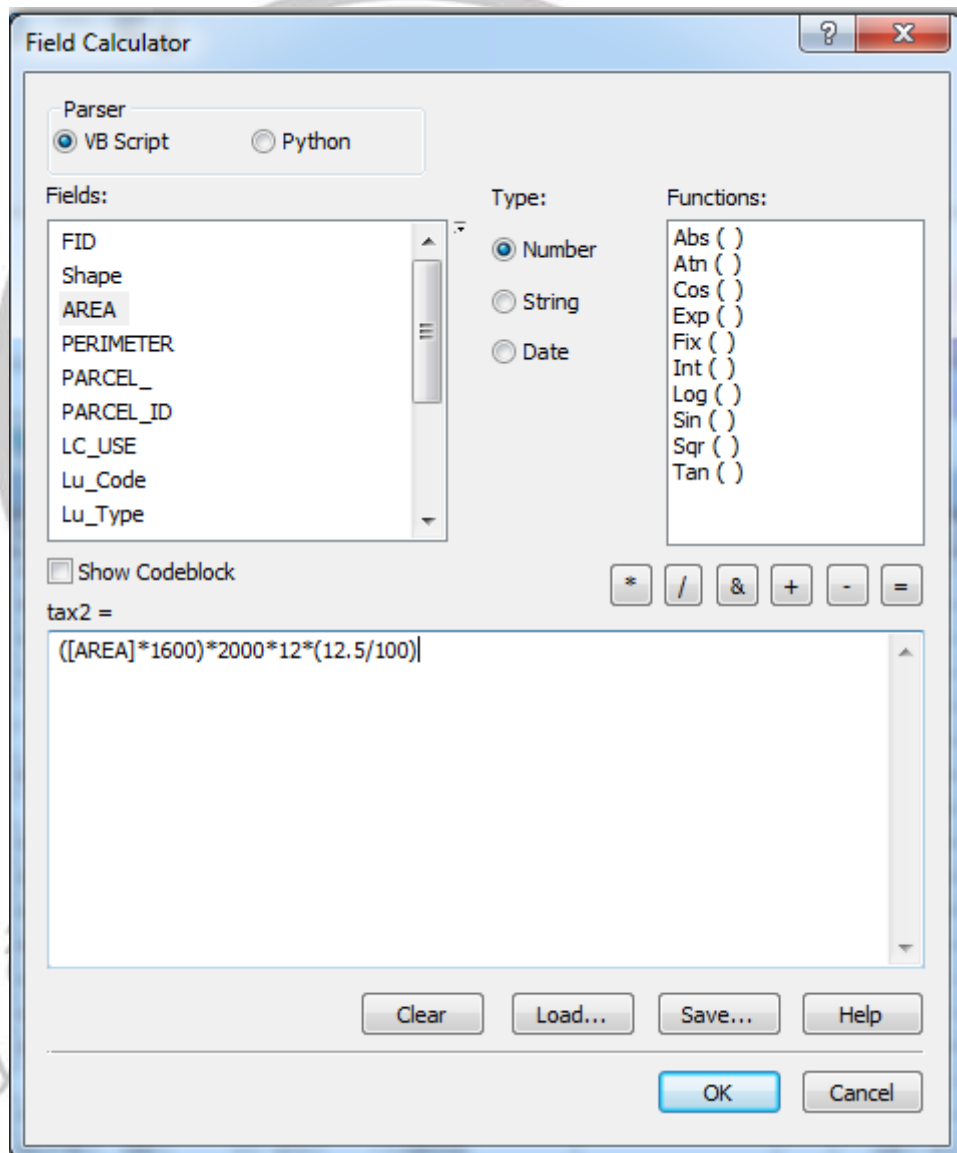 Field Calculator
Parser
VB Script Python
Fields: Type: Functions:
FID
Shape
AREA
PERIMETER
PARCEL_
PARCEL_ID
LC_USE
Lu_Code
Lu_Type
Number
String
Date
Abs ( )
Atn ( )
Cos ( )
Exp ( )
Fix ( )
Int ( )
Log ( )
Sin ( )
Sqr ( )
Tan ( )
Show Codeblock
* / & + - =
tax2 =
([AREA]*1600)*2000*12*(12.5/100)
Clear Load... Save... Help
OK Cancel